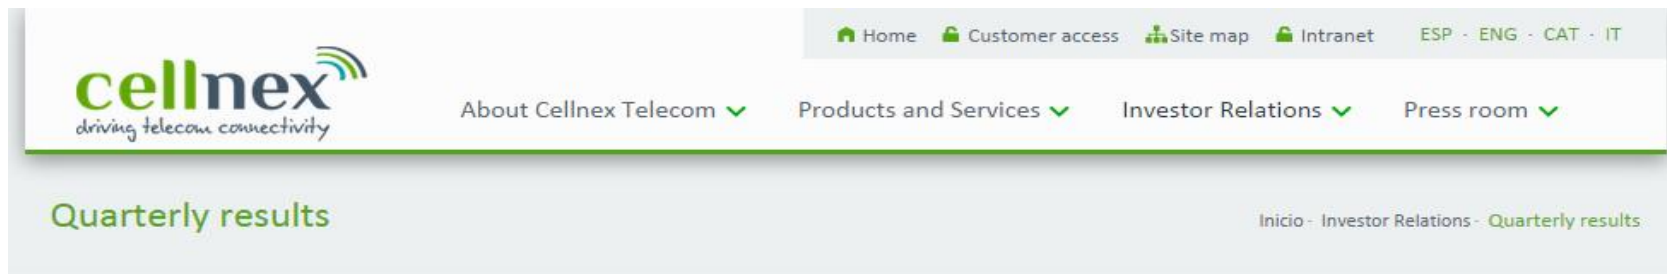 Home Customer access Site map Intranet ESP · ENG · CAT · IT
cellnex
driving telecom connectivity
About Cellnex Telecom Products and Services Investor Relations Press room
Quarterly results
Inicio · Investor Relations · Quarterly results